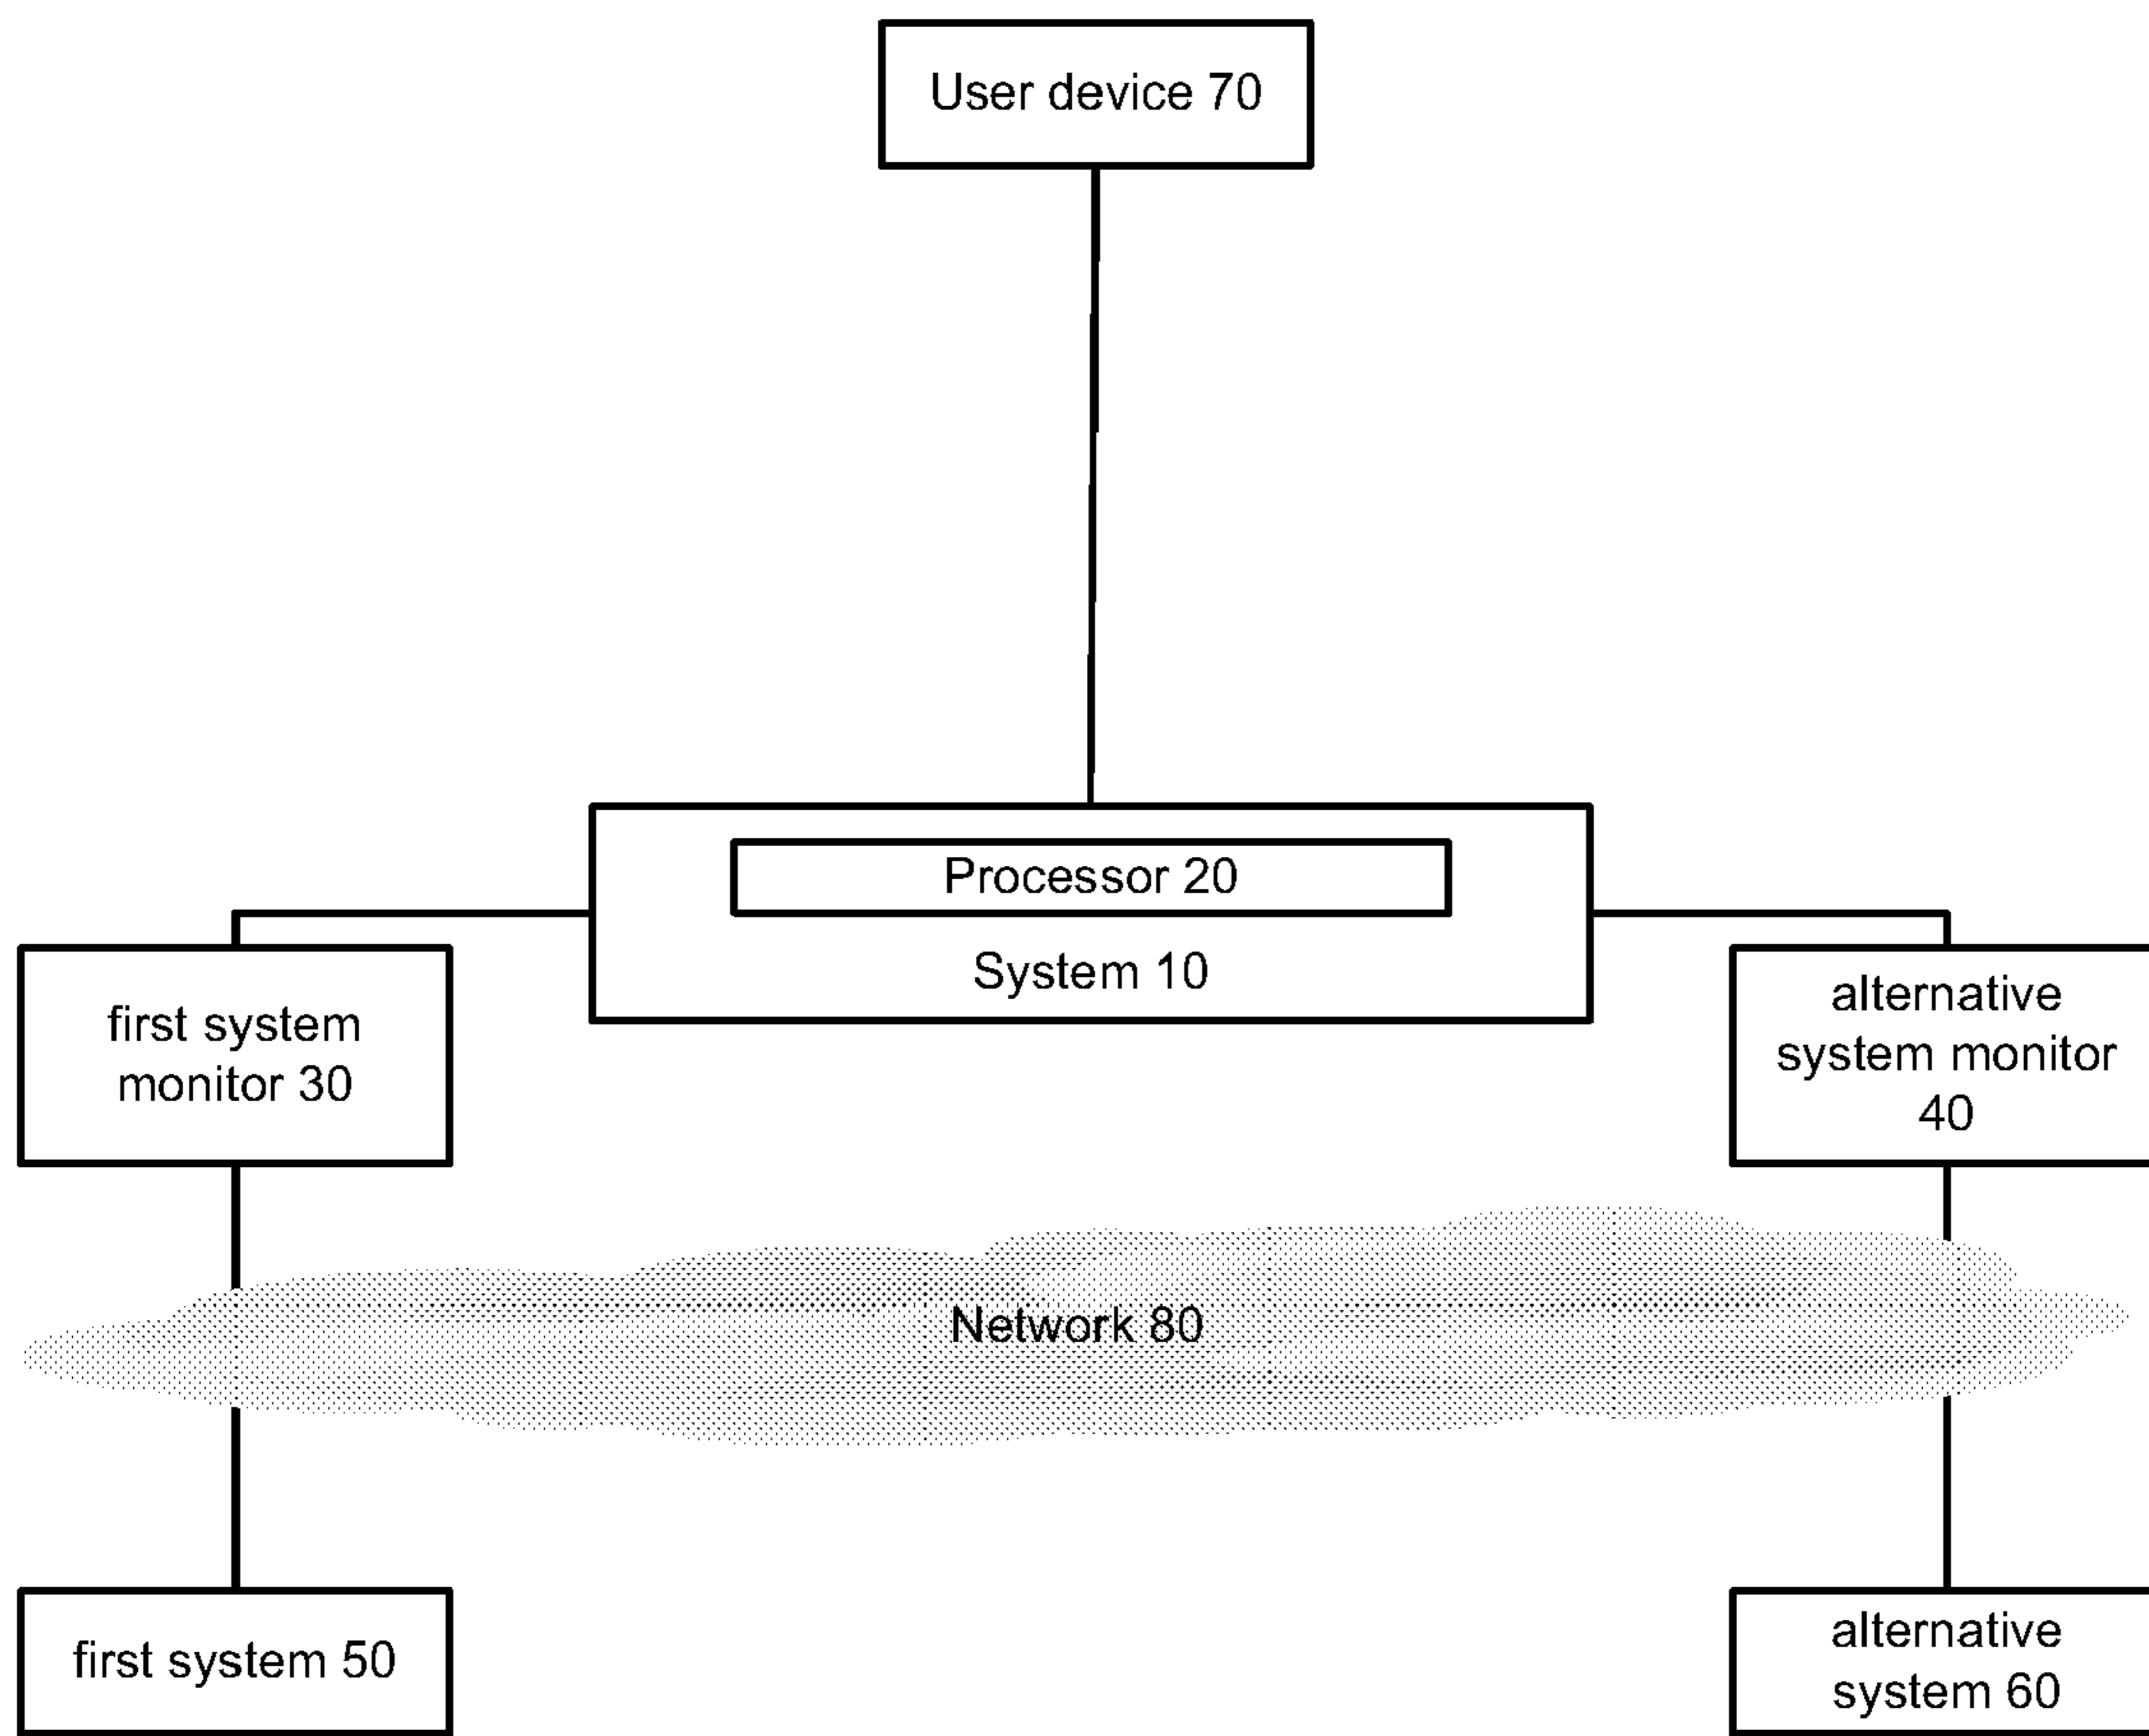 User device 70
Processor 20
System 10
first system
monitor 30
alternative
system monitor
40
Network 80
first system 50
alternative
system 60